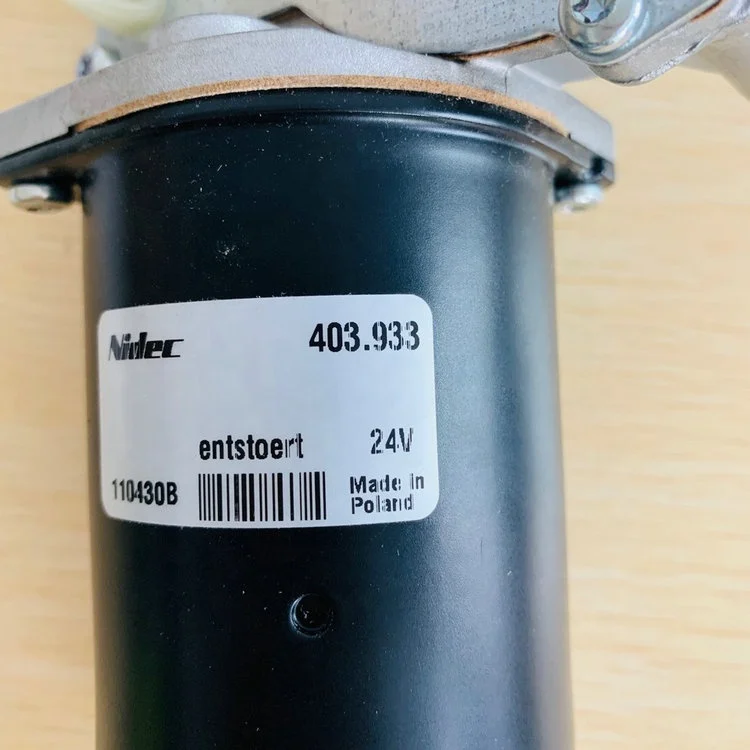 Nidec 403.933
entstoert 24V
110430B Made in
Poland